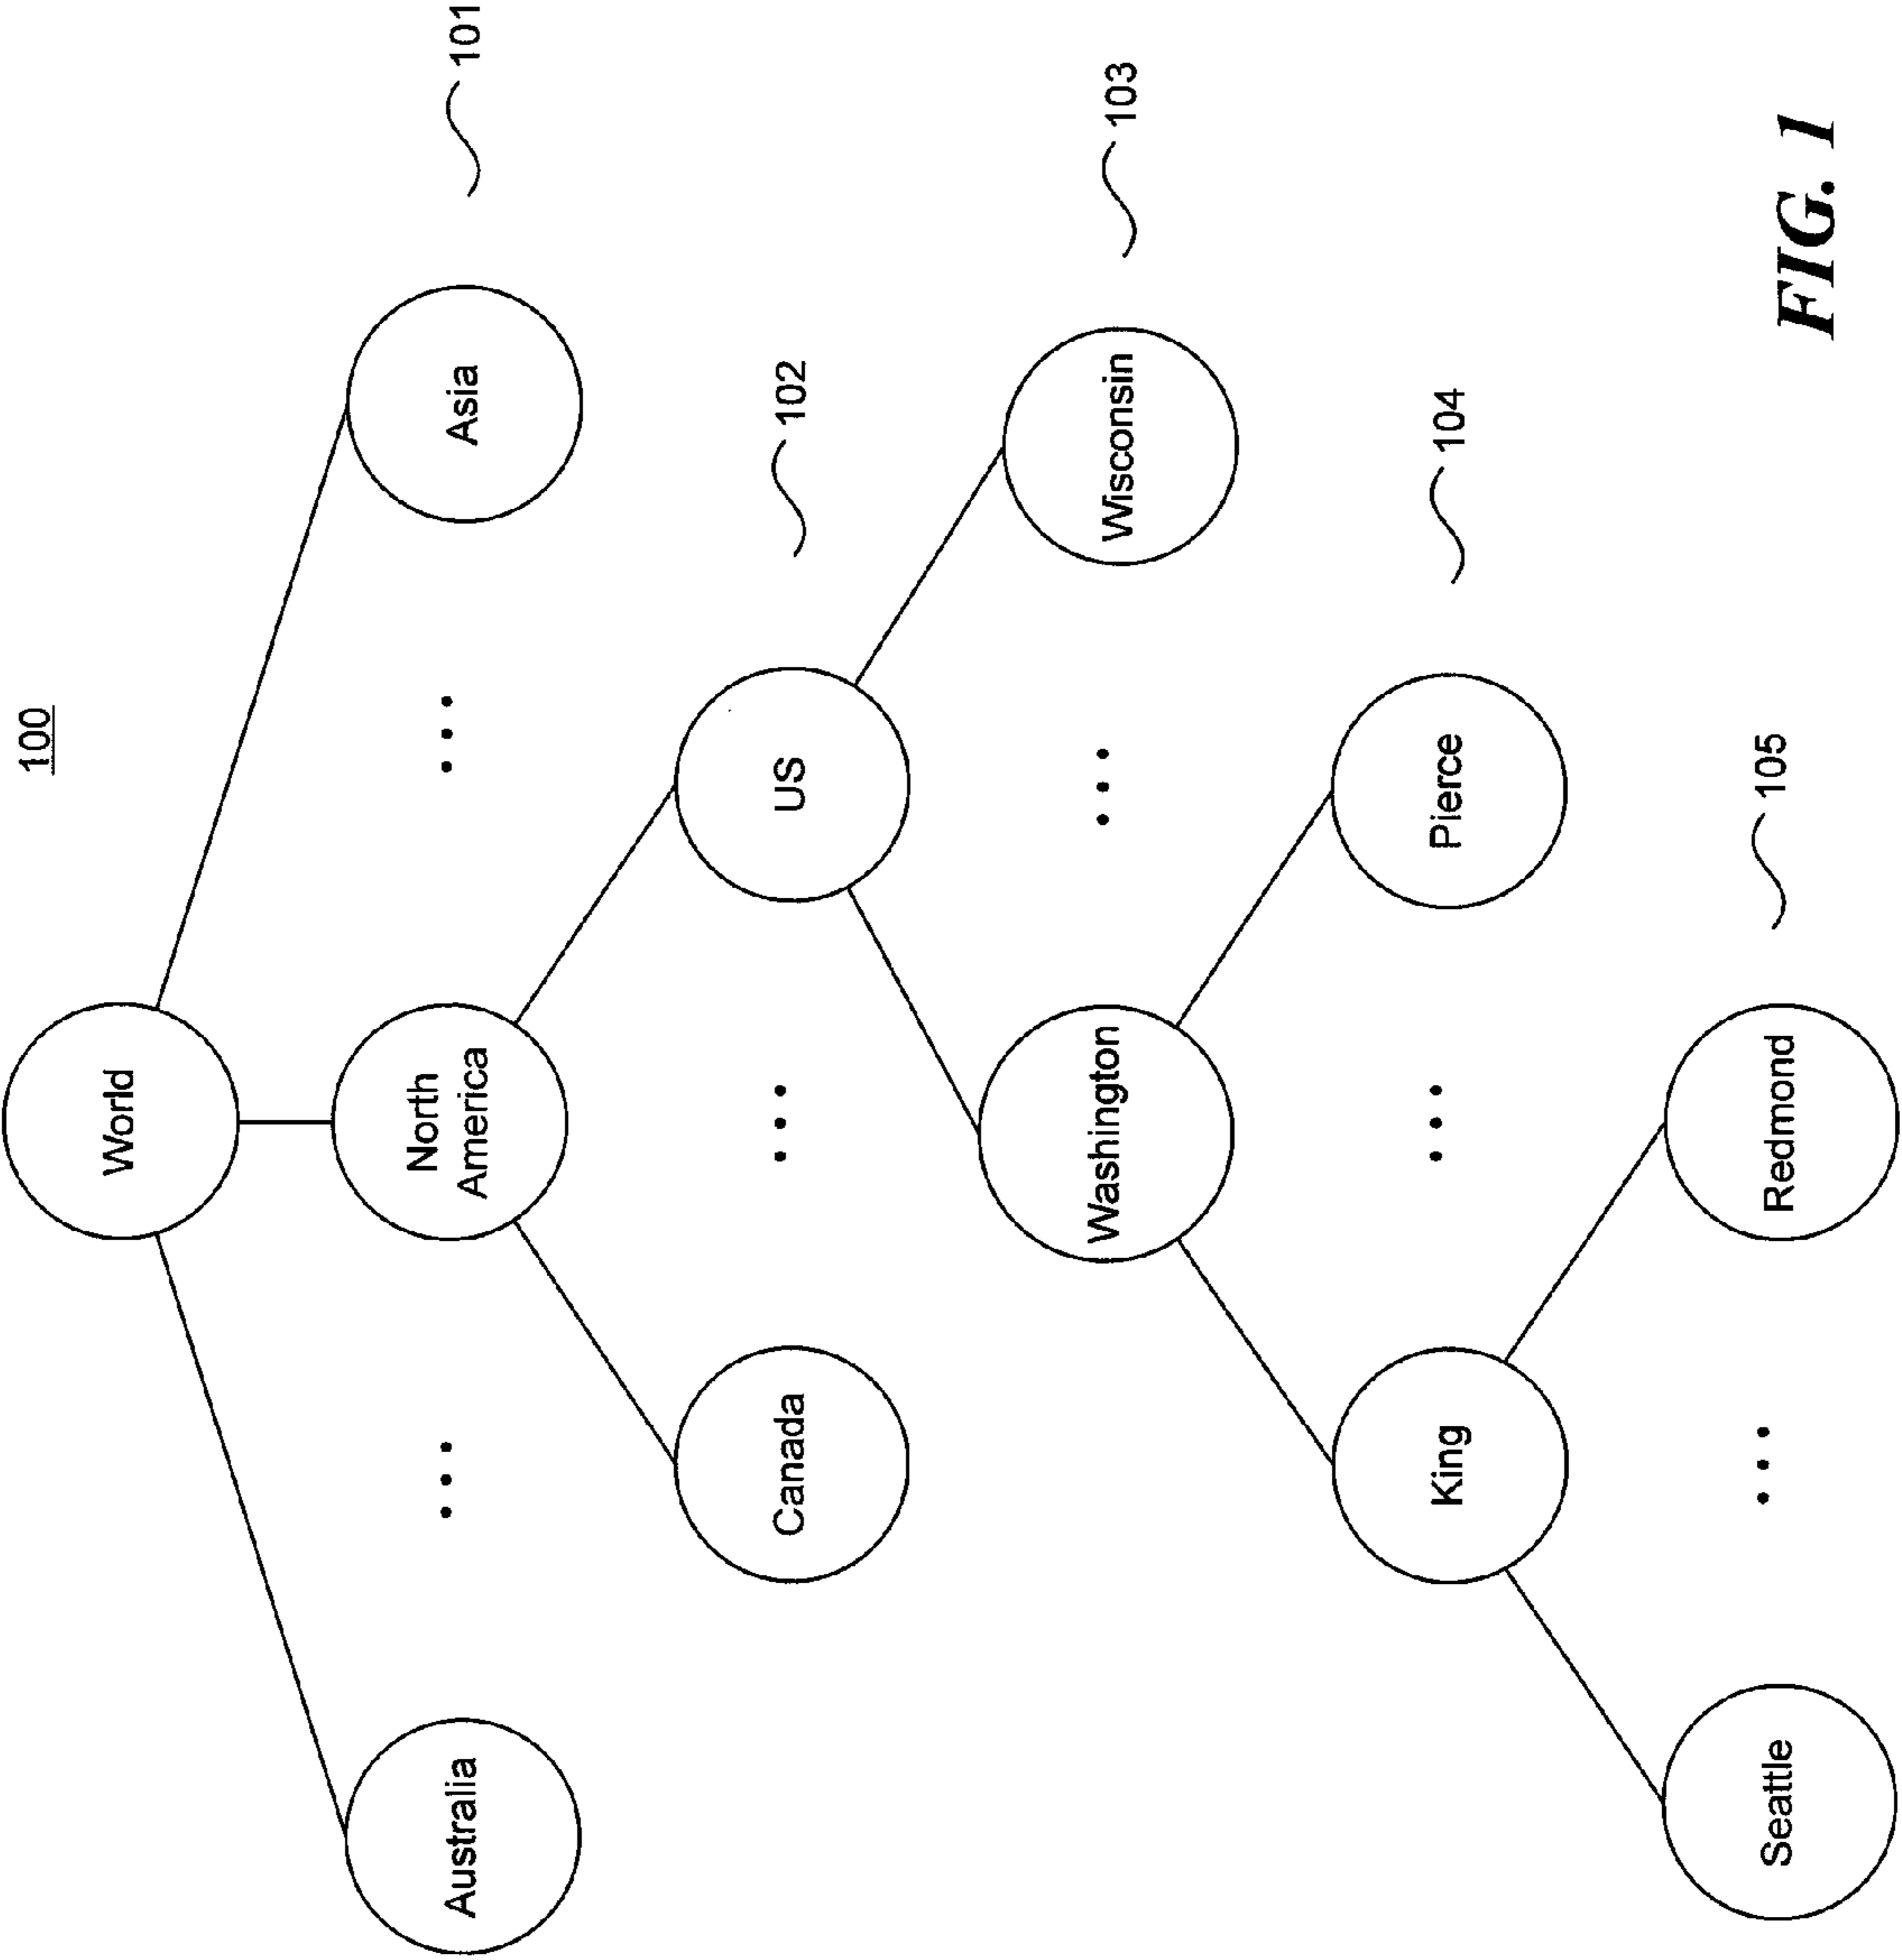 100
World
Australia
• • •
North
America
• • •
Asia
101
Canada
• • •
US
102
Washington
• • •
Wisconsin
103
King
• • •
Pierce
104
Seattle
• • •
Redmond
105
FIG. 1